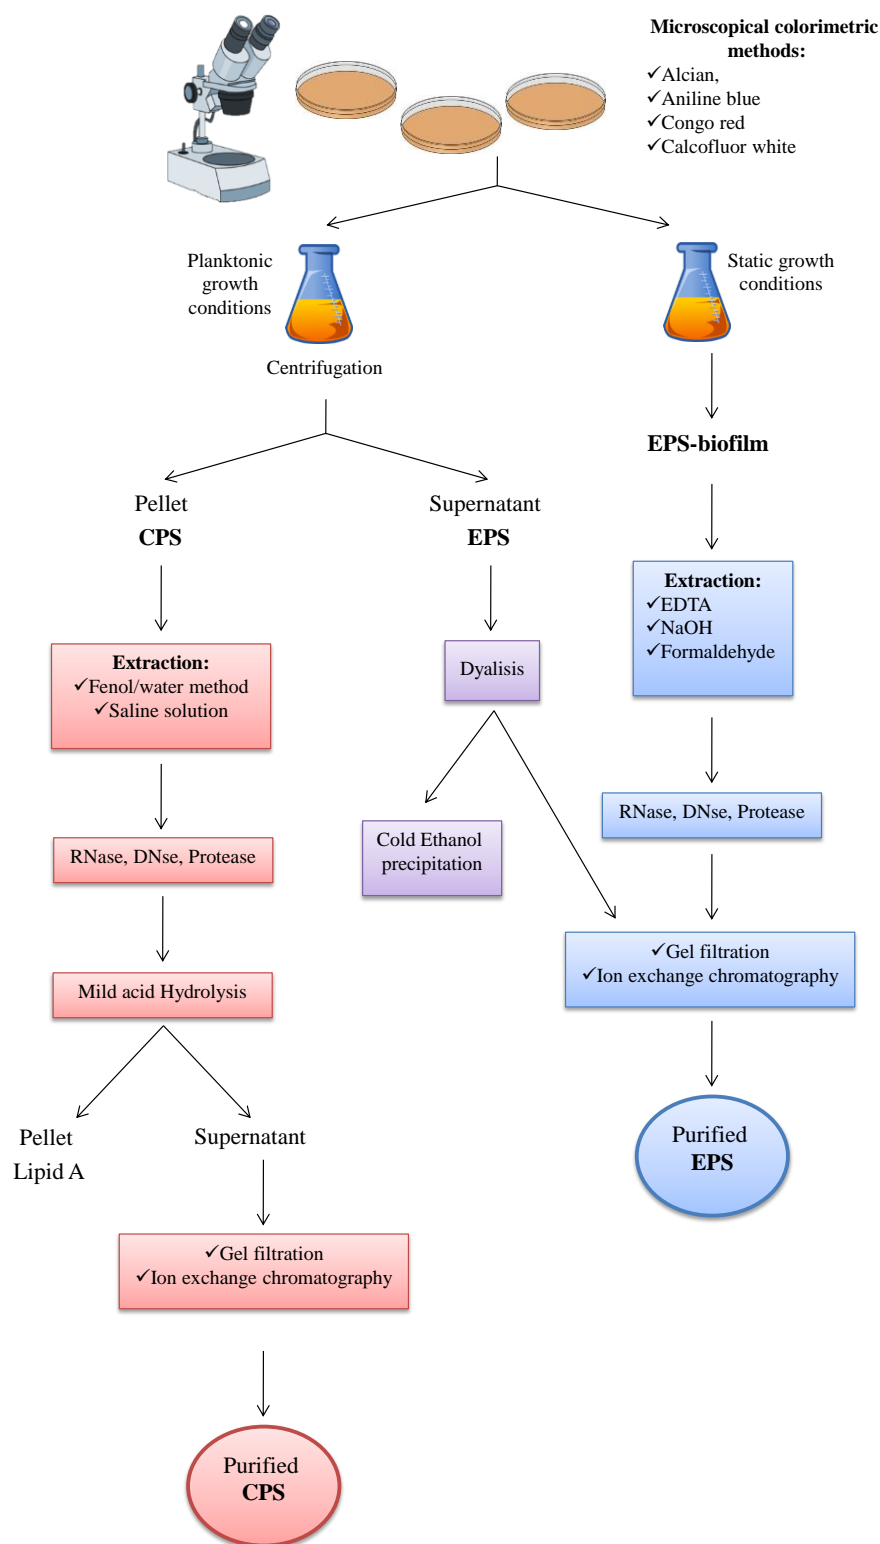 Microscopical colorimetric
methods:
✓Alcian,
✓Aniline blue
✓Congo red
✓Calcofluor white
Planktonic
growth
conditions
Static growth
conditions
Centrifugation
EPS-biofilm
Pellet
CPS
Supernatant
EPS
Extraction:
✓EDTA
✓NaOH
✓Formaldehyde
Extraction:
✓Fenol/water method
✓Saline solution
Dyalisis
RNase, DNse, Protease
Cold Ethanol
precipitation
RNase, DNse, Protease
✓Gel filtration
✓Ion exchange chromatography
Mild acid Hydrolysis
Pellet
Lipid A
Supernatant
Purified
EPS
✓Gel filtration
✓Ion exchange chromatography
Purified
CPS